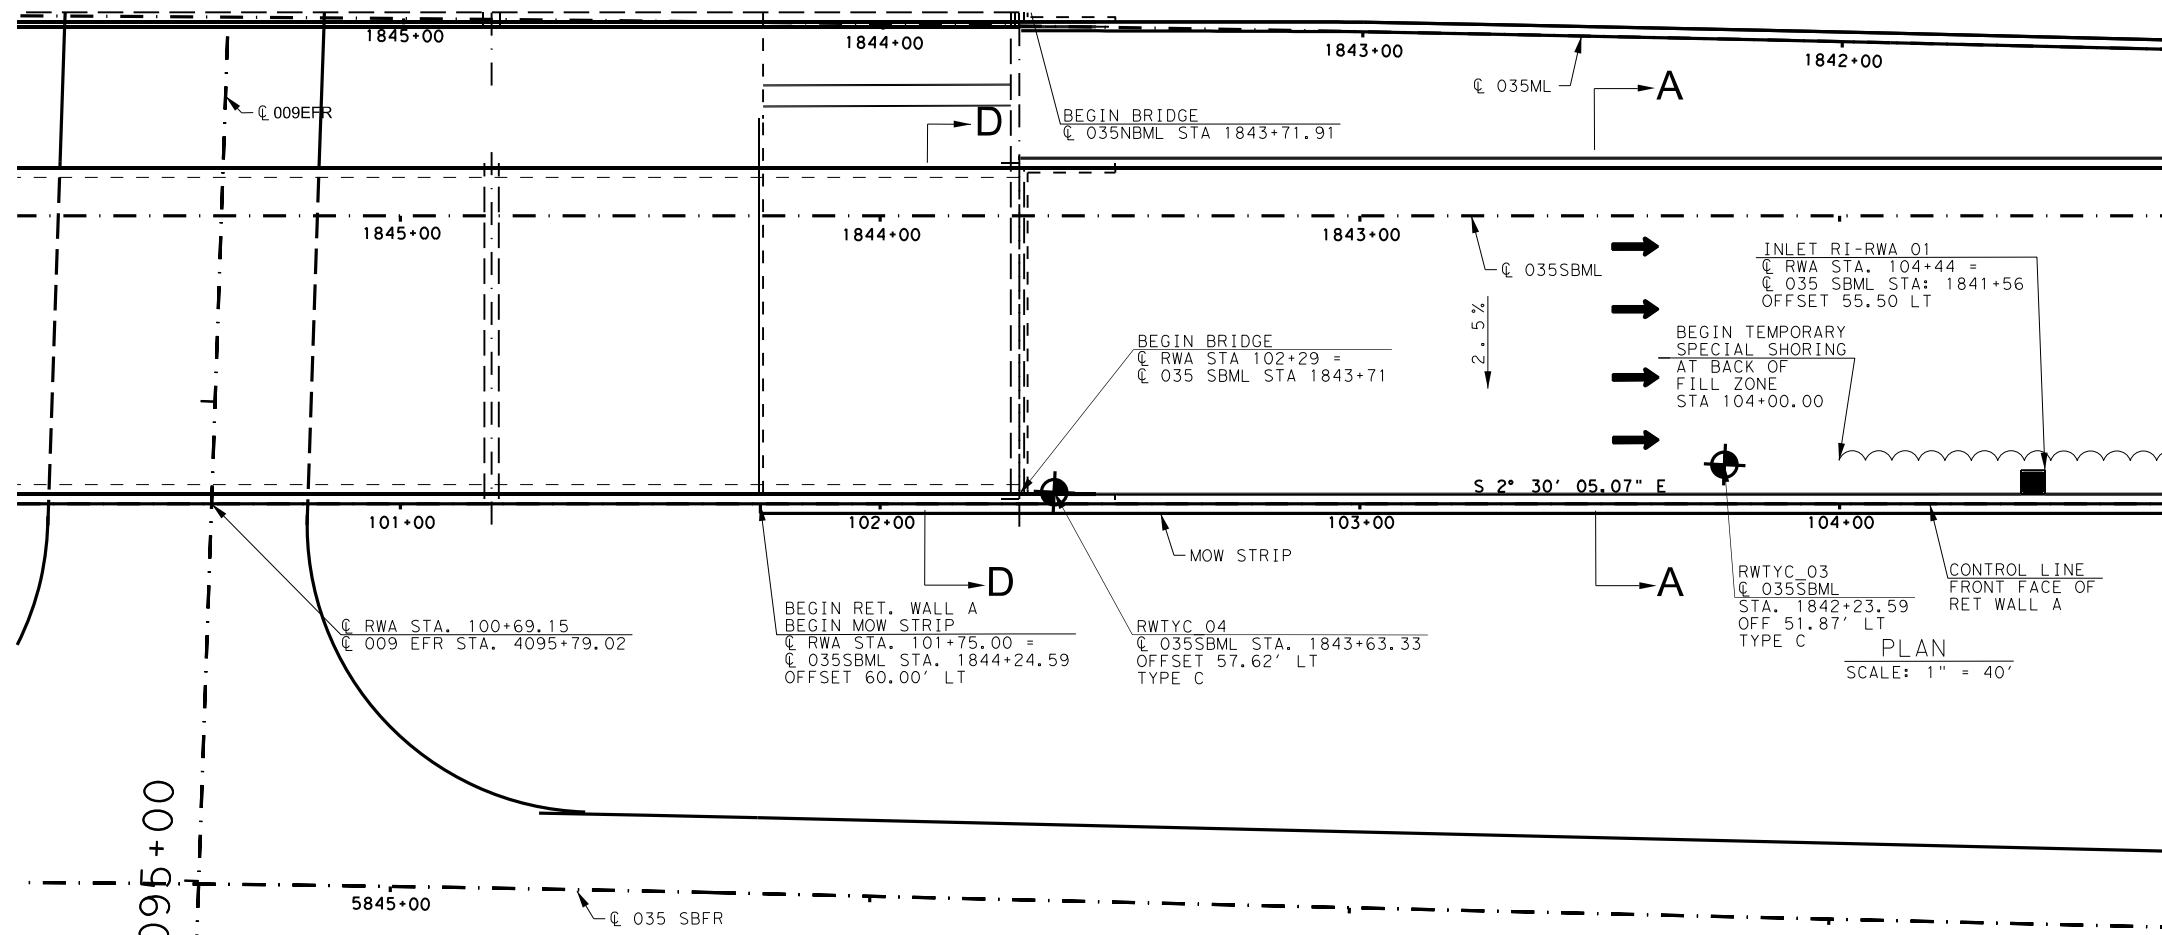 1845+00
1844+00
1843+00
1842+00
℄ 009EFR
℄ 035ML
A
D
BEGIN BRIDGE
℄ 035NBML STA 1843+71.91
1845+00
1844+00
1843+00
℄ 035SBML
INLET RI-RWA 01
℄ RWA STA. 104+44 =
℄ 035 SBML STA: 1841+56
OFFSET 55.50 LT
2.5%
BEGIN TEMPORARY
SPECIAL SHORING
AT BACK OF
FILL ZONE
STA 104+00.00
BEGIN BRIDGE
℄ RWA STA 102+29 =
℄ 035 SBML STA 1843+71
S 2° 30' 05.07" E
101+00
102+00
103+00
104+00
MOW STRIP
D
A
RWTYC_03
℄ 035SBML
STA. 1842+23.59
OFF 51.87' LT
TYPE C
CONTROL LINE
FRONT FACE OF
RET WALL A
℄ RWA STA. 100+69.15
℄ 009 EFR STA. 4095+79.02
BEGIN RET. WALL A
BEGIN MOW STRIP
℄ RWA STA. 101+75.00 =
℄ 035SBML STA. 1844+24.59
OFFSET 60.00' LT
RWTYC_04
℄ 035SBML STA. 1843+63.33
OFFSET 57.62' LT
TYPE C
PLAN
SCALE: 1" = 40'
095+00
5845+00
℄ 035 SBFR